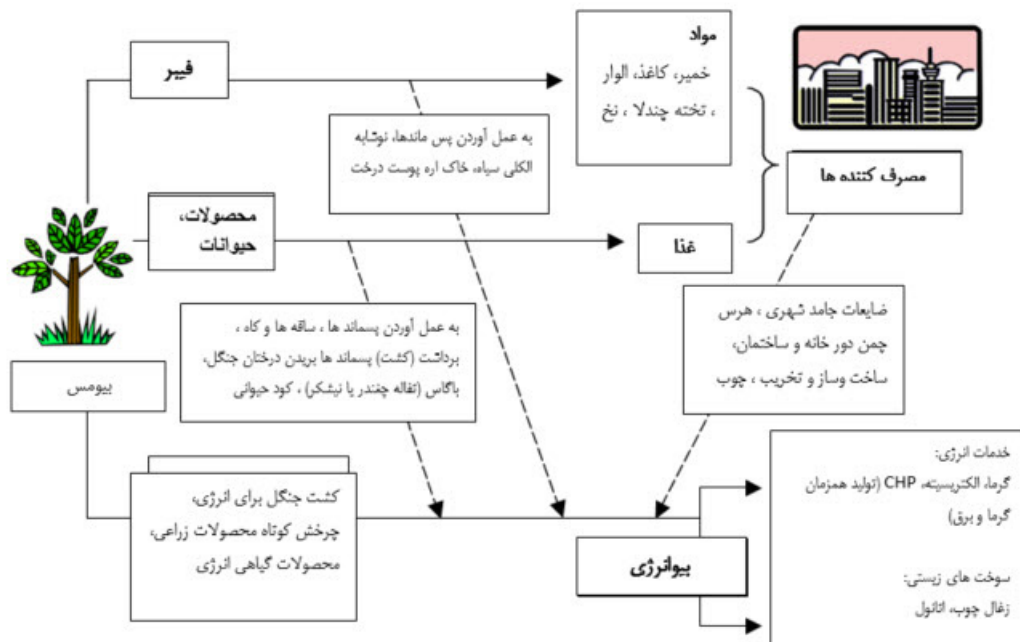 فیبر
مواد
خمیر، کاغذ، الوار
، تخته چندلا ، نخ
به عمل آوردن پس ماندها، نوشابه
الکلی سیاه، خاک اره پوست درخت
مصرف کننده ها
محصولات،
حیوانات
غذا
به عمل آوردن پسماند ها ، ساقه ها و کاه ،
برداشت (کشت) پسماند ها بریدن درختان جنگل،
باگاس (تفاله چغندر یا نیشکر) ، کود حیوانی
ضایعات جامد شهری ، هرس
چمن دور خانه و ساختمان،
ساخت وساز و تخریب ، چوب
بیومس
کشت جنگل برای انرژی،
چرخش کوتاه محصولات زراعی،
محصولات گیاهی انرژی
بیوانرژی
خدمات انرژی:
گرما، الکتریسیته، CHP (تولید همزمان
گرما و برق)
سوخت های زیستی:
زغال چوب، اتانول